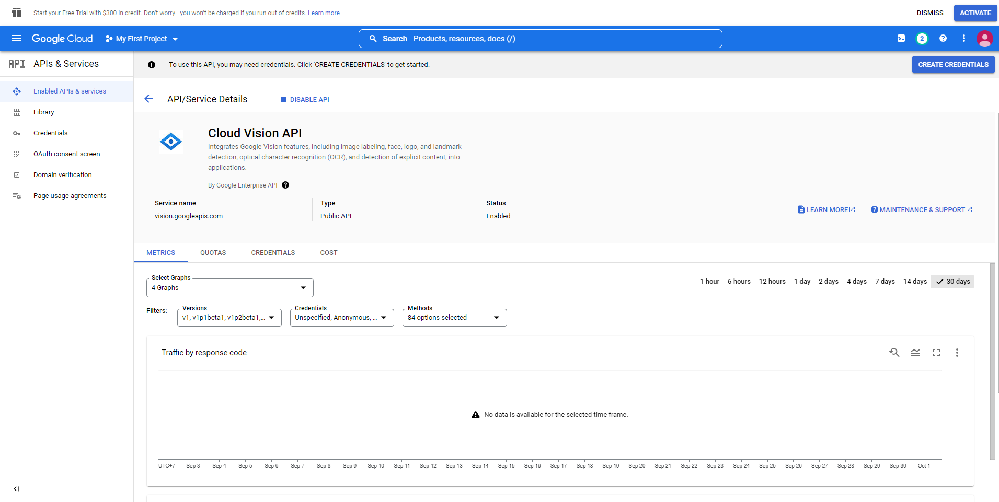 Start your Free Trial with $300 in credit. Don't worry—you won't be charged if you run out of credits. Learn more
DISMISS
ACTIVATE
Google Cloud
My First Project
Search Products, resources, docs (/)
2
API APIs & Services
To use this API, you may need credentials. Click 'CREATE CREDENTIALS' to get started.
CREATE CREDENTIALS
Enabled APIs & services
Library
Credentials
OAuth consent screen
Domain verification
Page usage agreements
API/Service Details
DISABLE API
Cloud Vision API
Integrates Google Vision features, including image labeling, face, logo, and landmark
detection, optical character recognition (OCR), and detection of explicit content, into
applications.
By Google Enterprise API
Service name
vision.googleapis.com
Type
Public API
Status
Enabled
LEARN MORE
MAINTENANCE & SUPPORT
METRICS
QUOTAS
CREDENTIALS
COST
Select Graphs
4 Graphs
1 hour
6 hours
12 hours
1 day
2 days
4 days
7 days
14 days
30 days
Filters:
Versions
v1, v1p1beta1, v1p2beta1,...
Credentials
Unspecified, Anonymous, ...
Methods
84 options selected
Traffic by response code
No data is available for the selected time frame.
UTC+7 Sep 3 Sep 4 Sep 5 Sep 6 Sep 7 Sep 8 Sep 9 Sep 10 Sep 11 Sep 12 Sep 13 Sep 14 Sep 15 Sep 16 Sep 17 Sep 18 Sep 19 Sep 20 Sep 21 Sep 22 Sep 23 Sep 24 Sep 25 Sep 26 Sep 27 Sep 28 Sep 29 Sep 30 Oct 1